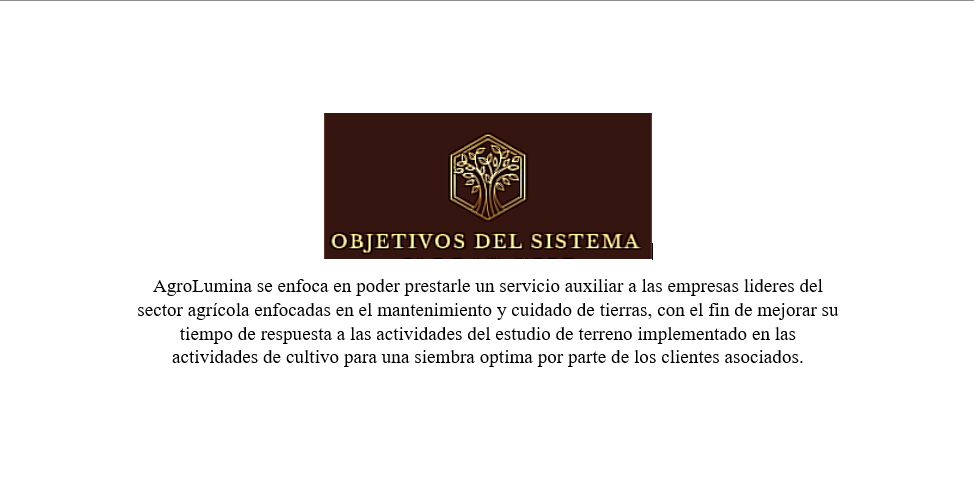 OBJETIVOS DEL SISTEMA
AgroLumina se enfoca en poder prestarle un servicio auxiliar a las empresas lideres del
sector agrícola enfocadas en el mantenimiento y cuidado de tierras, con el fin de mejorar su
tiempo de respuesta a las actividades del estudio de terreno implementado en las
actividades de cultivo para una siembra optima por parte de los clientes asociados.